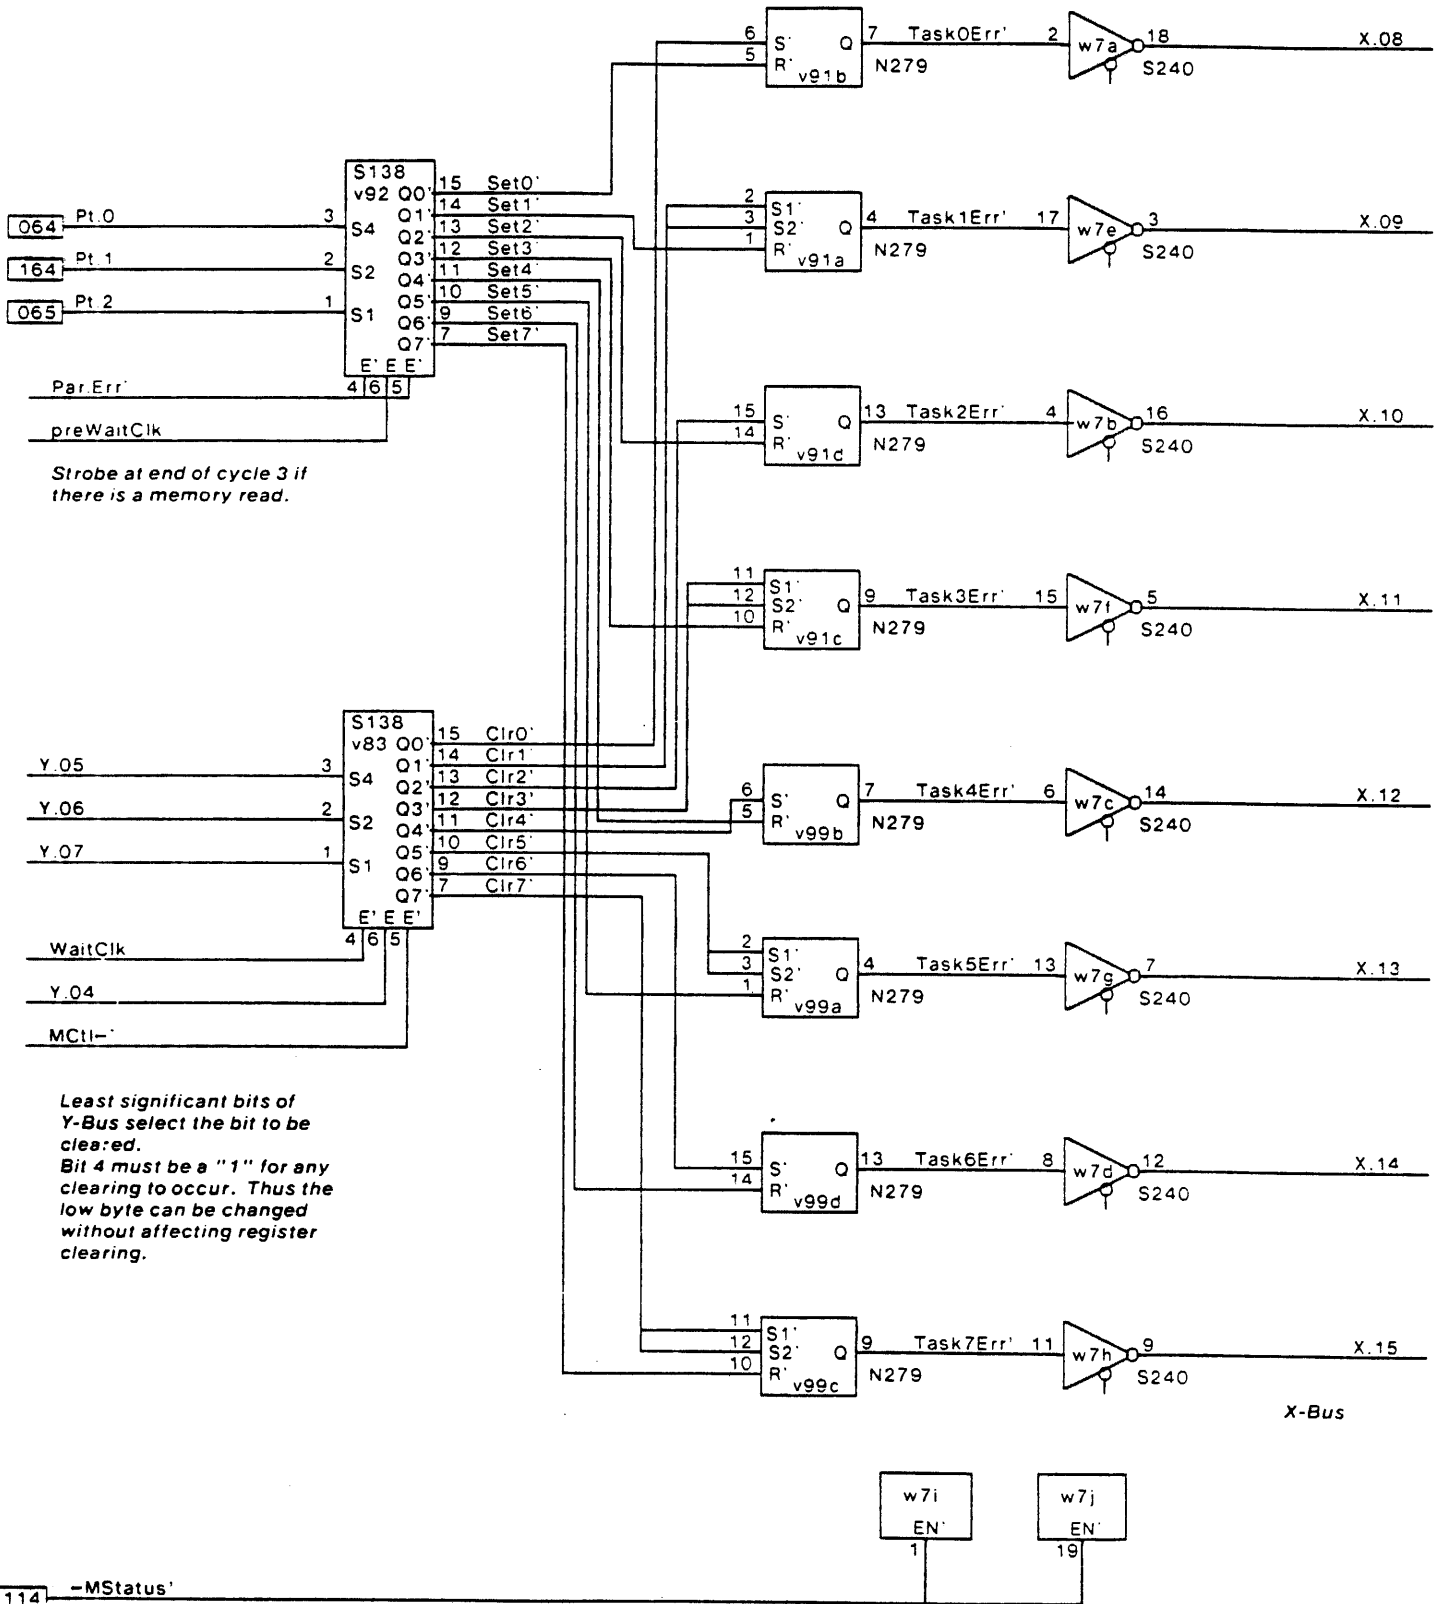 6 S' Q 7 Task0Err' 2 w7a 18 X.08
5 R' v91b N279 S240
S138
v92 Q0' 15 Set0'
Q1' 14 Set1'
Q2' 13 Set2'
Q3' 12 Set3'
Q4' 11 Set4'
Q5' 10 Set5'
Q6' 9 Set6'
Q7' 7 Set7'
064 Pt.0 3 S4
164 Pt.1 2 S2
065 Pt.2 1 S1
E' E E'
4 6 5
Par.Err'
preWaitClk
Strobe at end of cycle 3 if
there is a memory read.
2 S1'
3 S2' Q 4 Task1Err' 17 w7e 3 X.09
1 R' v91a N279 S240
15 S' Q 13 Task2Err' 4 w7b 16 X.10
14 R' v91d N279 S240
11 S1'
12 S2' Q 9 Task3Err' 15 w7f 5 X.11
10 R' v91c N279 S240
S138
v83 Q0' 15 Clr0'
Q1' 14 Clr1'
Q2' 13 Clr2'
Q3' 12 Clr3'
Q4' 11 Clr4'
Q5' 10 Clr5'
Q6' 9 Clr6'
Q7' 7 Clr7'
Y.05 3 S4
Y.06 2 S2
Y.07 1 S1
E' E E'
4 6 5
WaitClk
Y.04
MCtl←'
6 S' Q 7 Task4Err' 6 w7c 14 X.12
5 R' v99b N279 S240
2 S1'
3 S2' Q 4 Task5Err' 13 w7g 7 X.13
1 R' v99a N279 S240
Least significant bits of
Y-Bus select the bit to be
cleared.
Bit 4 must be a "1" for any
clearing to occur. Thus the
low byte can be changed
without affecting register
clearing.
15 S' Q 13 Task6Err' 8 w7d 12 X.14
14 R' v99d N279 S240
11 S1'
12 S2' Q 9 Task7Err' 11 w7h 9 X.15
10 R' v99c N279 S240
X-Bus
w7i w7j
EN' EN'
1 19
114 ←MStatus'